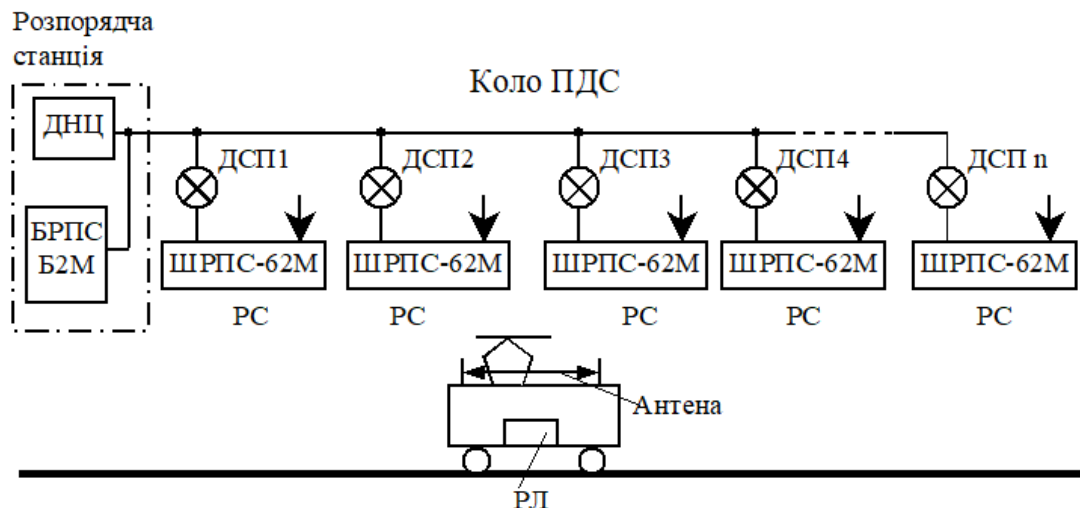 Розпорядча
станція
Коло ПДС
ДНЦ
ДСП1
ДСП2
ДСП3
ДСП4
ДСП n
БРПС
Б2М
ШРПС-62М
ШРПС-62М
ШРПС-62М
ШРПС-62М
ШРПС-62М
РС
РС
РС
РС
РС
Антена
РЛ